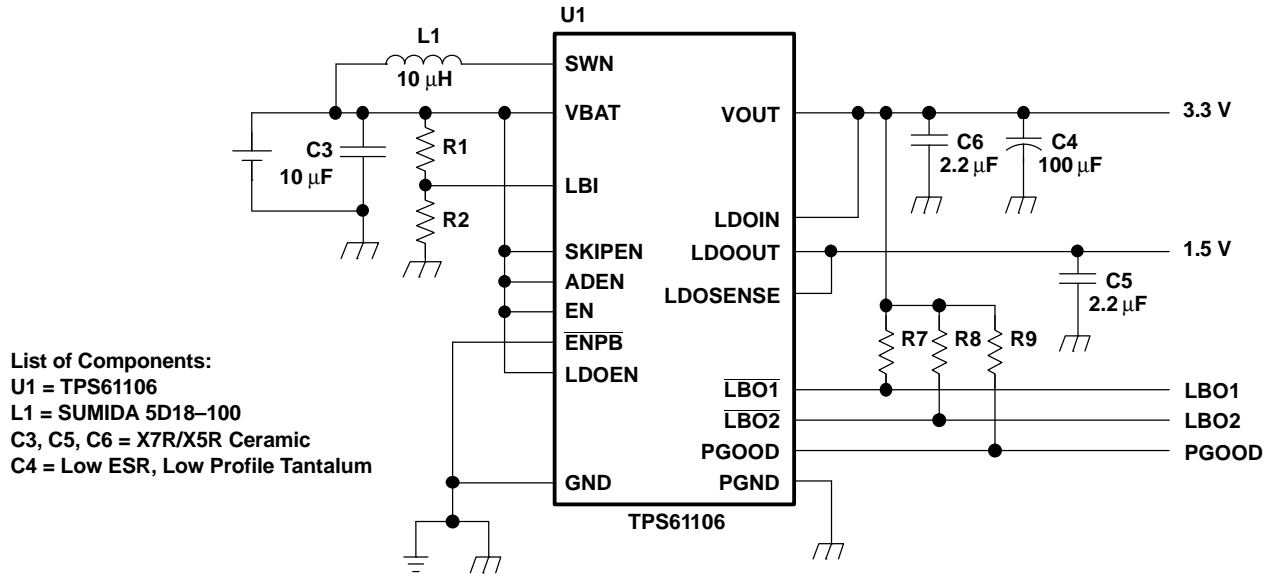 U1
L1
10 μH
SWN
VBAT
VOUT
3.3 V
C3
10 μF
R1
C6
2.2 μF
C4
100 μF
LBI
R2
LDOIN
SKIPEN
LDOOUT
1.5 V
ADEN
LDOSENSE
C5
2.2 μF
EN
ENPB
R7
R8
R9
LDOEN
LBO1
LBO1
LBO2
LBO2
PGOOD
PGOOD
GND
PGND
TPS61106
List of Components:
U1 = TPS61106
L1 = SUMIDA 5D18–100
C3, C5, C6 = X7R/X5R Ceramic
C4 = Low ESR, Low Profile Tantalum